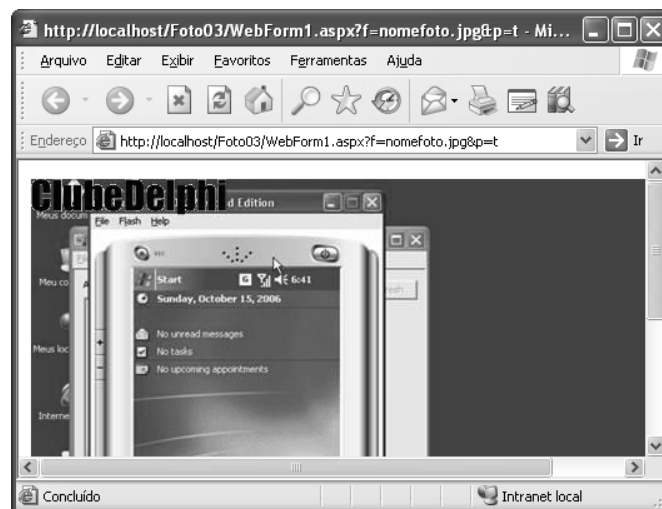 http://localhost/Foto03/WebForm1.aspx?f=nomefoto.jpg&p=t - Mi...
Arquivo Editar Exibir Favoritos Ferramentas Ajuda
Endereço http://localhost/Foto03/WebForm1.aspx?f=nomefoto.jpg&p=t Ir
ClubeDelphi
d Edition
Meus docum
File Flash Help
Meu co
Start G 6:41
Sunday, October 15, 2006
No unread messages
Meus loc
No tasks
No upcoming appointments
Interne
Concluído Intranet local